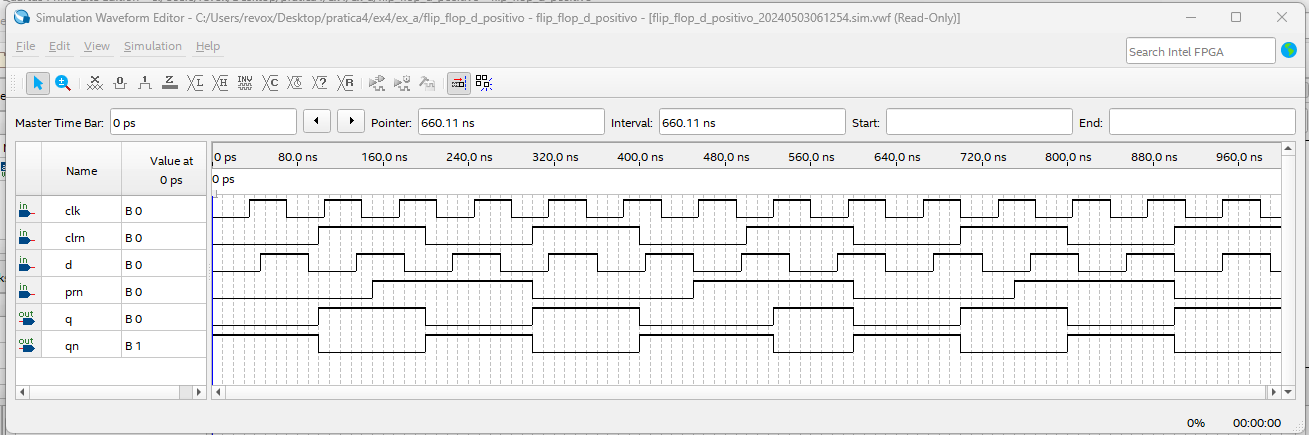 Simulation Waveform Editor - C:/Users/revox/Desktop/pratica4/ex4/ex_a/flip_flop_d_positivo - flip_flop_d_positivo - [flip_flop_d_positivo_20240503061254.sim.vwf (Read-Only)]
File Edit View Simulation Help
Search Intel FPGA
Master Time Bar: 0 ps Pointer: 660.11 ns Interval: 660.11 ns Start: End:
Name Value at 0 ps
0 ps 80.0 ns 160.0 ns 240.0 ns 320.0 ns 400.0 ns 480.0 ns 560.0 ns 640.0 ns 720.0 ns 800.0 ns 880.0 ns 960.0 ns
0 ps
in clk B 0
in clrn B 0
in d B 0
in prn B 0
out q B 0
out qn B 1
0% 00:00:00